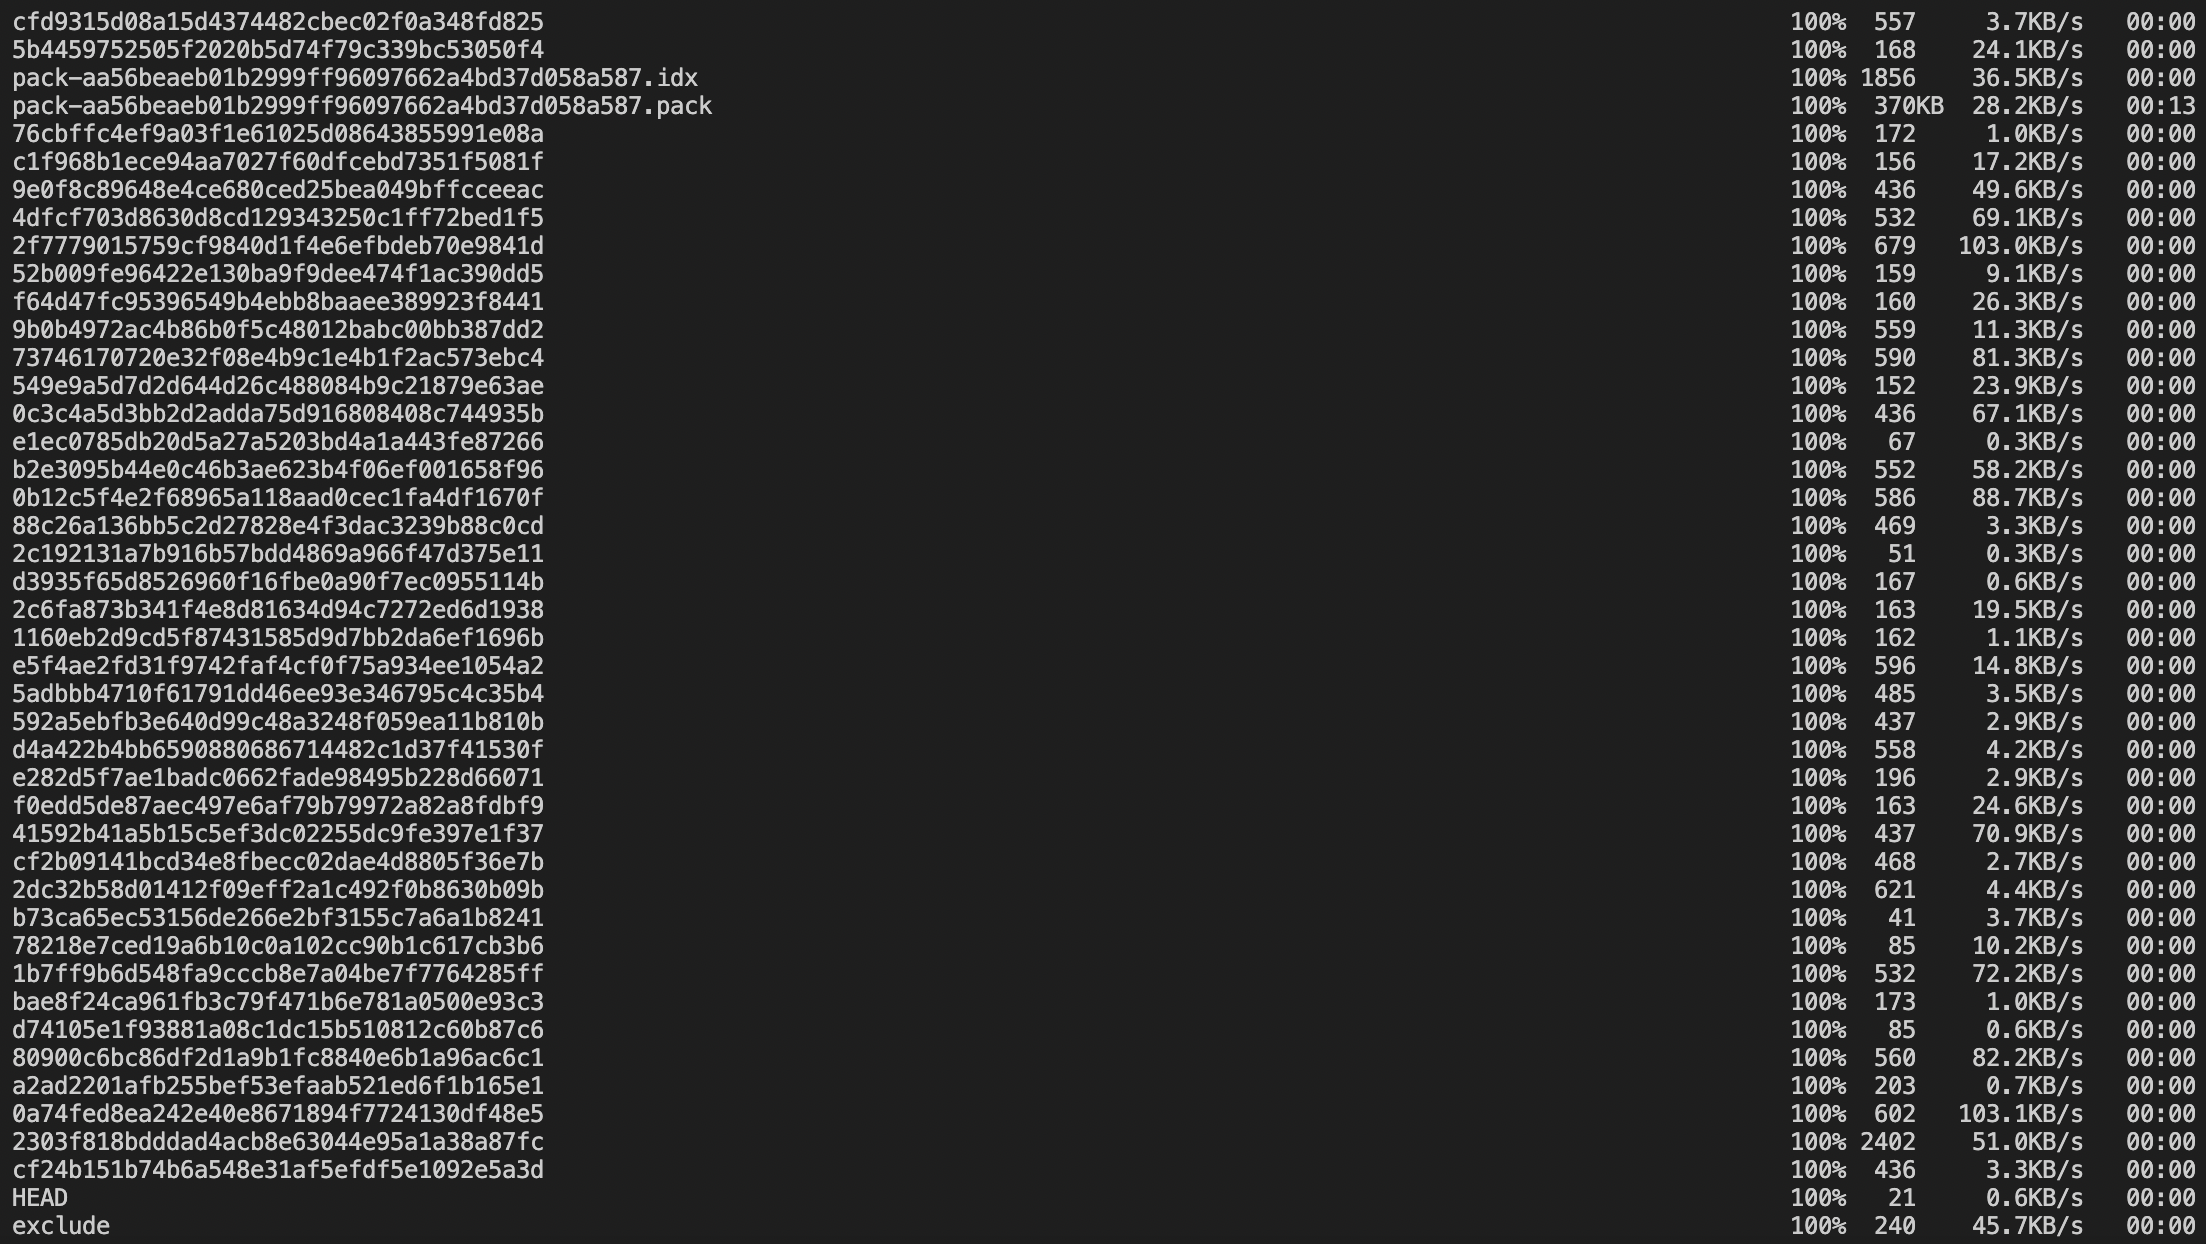 cfd9315d08a15d4374482cbec02f0a348fd825 100% 557 3.7KB/s 00:00
5b4459752505f2020b5d74f79c339bc53050f4 100% 168 24.1KB/s 00:00
pack-aa56beaeb01b2999ff96097662a4bd37d058a587.idx 100% 1856 36.5KB/s 00:00
pack-aa56beaeb01b2999ff96097662a4bd37d058a587.pack 100% 370KB 28.2KB/s 00:13
76cbffc4ef9a03f1e61025d08643855991e08a 100% 172 1.0KB/s 00:00
c1f968b1ece94aa7027f60dfcebd7351f5081f 100% 156 17.2KB/s 00:00
9e0f8c89648e4ce680ced25bea049bffcceeac 100% 436 49.6KB/s 00:00
4dfcf703d8630d8cd129343250c1ff72bed1f5 100% 532 69.1KB/s 00:00
2f7779015759cf9840d1f4e6efbdeb70e9841d 100% 679 103.0KB/s 00:00
52b009fe96422e130ba9f9dee474f1ac390dd5 100% 159 9.1KB/s 00:00
f64d47fc95396549b4ebb8baaee389923f8441 100% 160 26.3KB/s 00:00
9b0b4972ac4b86b0f5c48012babc00bb387dd2 100% 559 11.3KB/s 00:00
73746170720e32f08e4b9c1e4b1f2ac573ebc4 100% 590 81.3KB/s 00:00
549e9a5d7d2d644d26c488084b9c21879e63ae 100% 152 23.9KB/s 00:00
0c3c4a5d3bb2d2adda75d916808408c744935b 100% 436 67.1KB/s 00:00
e1ec0785db20d5a27a5203bd4a1a443fe87266 100% 67 0.3KB/s 00:00
b2e3095b44e0c46b3ae623b4f06ef001658f96 100% 552 58.2KB/s 00:00
0b12c5f4e2f68965a118aad0cec1fa4df1670f 100% 586 88.7KB/s 00:00
88c26a136bb5c2d27828e4f3dac3239b88c0cd 100% 469 3.3KB/s 00:00
2c192131a7b916b57bdd4869a966f47d375e11 100% 51 0.3KB/s 00:00
d3935f65d8526960f16fbe0a90f7ec0955114b 100% 167 0.6KB/s 00:00
2c6fa873b341f4e8d81634d94c7272ed6d1938 100% 163 19.5KB/s 00:00
1160eb2d9cd5f87431585d9d7bb2da6ef1696b 100% 162 1.1KB/s 00:00
e5f4ae2fd31f9742faf4cf0f75a934ee1054a2 100% 596 14.8KB/s 00:00
5adbbb4710f61791dd46ee93e346795c4c35b4 100% 485 3.5KB/s 00:00
592a5ebfb3e640d99c48a3248f059ea11b810b 100% 437 2.9KB/s 00:00
d4a422b4bb6590880686714482c1d37f41530f 100% 558 4.2KB/s 00:00
e282d5f7ae1badc0662fade98495b228d66071 100% 196 2.9KB/s 00:00
f0edd5de87aec497e6af79b79972a82a8fdbf9 100% 163 24.6KB/s 00:00
41592b41a5b15c5ef3dc02255dc9fe397e1f37 100% 437 70.9KB/s 00:00
cf2b09141bcd34e8fbecc02dae4d8805f36e7b 100% 468 2.7KB/s 00:00
2dc32b58d01412f09eff2a1c492f0b8630b09b 100% 621 4.4KB/s 00:00
b73ca65ec53156de266e2bf3155c7a6a1b8241 100% 41 3.7KB/s 00:00
78218e7ced19a6b10c0a102cc90b1c617cb3b6 100% 85 10.2KB/s 00:00
1b7ff9b6d548fa9cccb8e7a04be7f7764285ff 100% 532 72.2KB/s 00:00
bae8f24ca961fb3c79f471b6e781a0500e93c3 100% 173 1.0KB/s 00:00
d74105e1f93881a08c1dc15b510812c60b87c6 100% 85 0.6KB/s 00:00
80900c6bc86df2d1a9b1fc8840e6b1a96ac6c1 100% 560 82.2KB/s 00:00
a2ad2201afb255bef53efaab521ed6f1b165e1 100% 203 0.7KB/s 00:00
0a74fed8ea242e40e8671894f7724130df48e5 100% 602 103.1KB/s 00:00
2303f818bdddad4acb8e63044e95a1a38a87fc 100% 2402 51.0KB/s 00:00
cf24b151b74b6a548e31af5efdf5e1092e5a3d 100% 436 3.3KB/s 00:00
HEAD 100% 21 0.6KB/s 00:00
exclude 100% 240 45.7KB/s 00:00